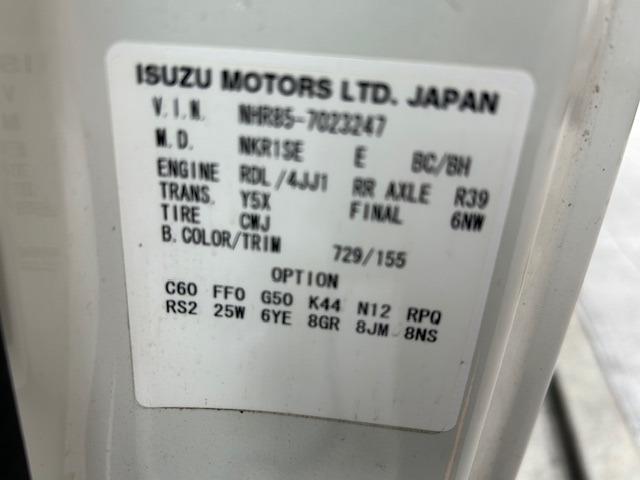 ISUZU MOTORS LTD. JAPAN
V.I.N. NHR85-7023247
M.D. NKR1SE E BC/BH
ENGINE RDL/4JJ1 RR AXLE R39
TRANS. Y5X FINAL 6NW
TIRE CWJ
B.COLOR/TRIM 729/155
OPTION
C60 FF0 G50 K44 N12 RPQ
RS2 25W 6YE 8GR 8JM 8NS